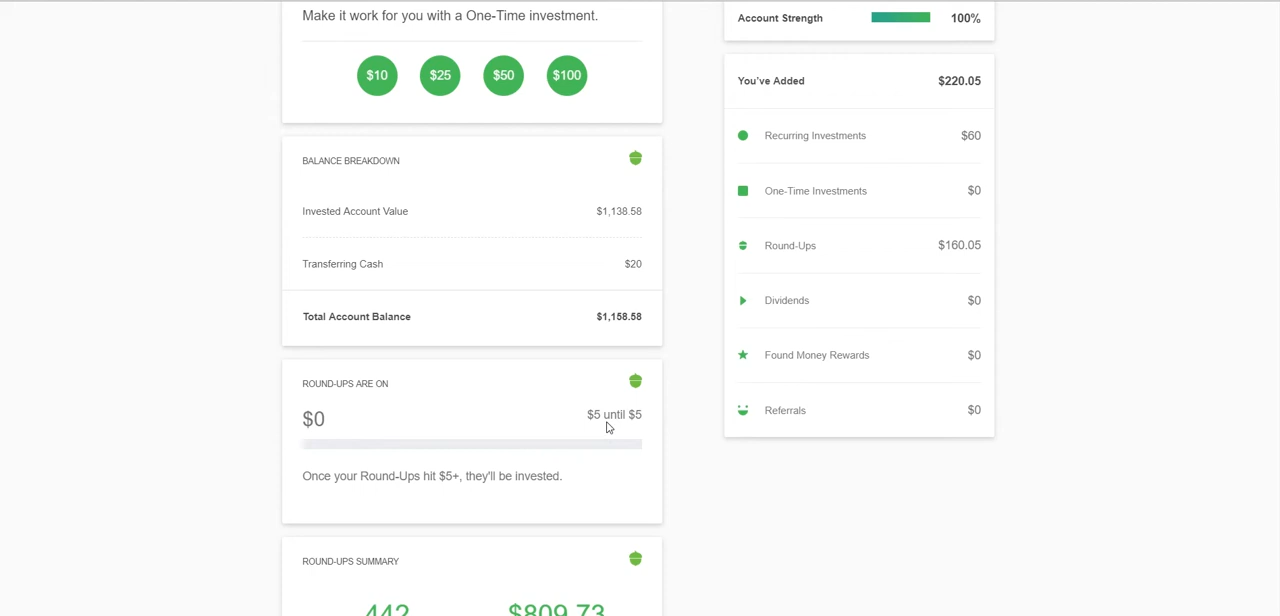 Make it work for you with a One-Time investment.
$10 $25 $50 $100
BALANCE BREAKDOWN
Invested Account Value $1,138.58
Transferring Cash $20
Total Account Balance $1,158.58
ROUND-UPS ARE ON
$0 $5 until $5
Once your Round-Ups hit $5+, they'll be invested.
ROUND-UPS SUMMARY
442 $809.73
Account Strength 100%
You've Added $220.05
Recurring Investments $60
One-Time Investments $0
Round-Ups $160.05
Dividends $0
Found Money Rewards $0
Referrals $0